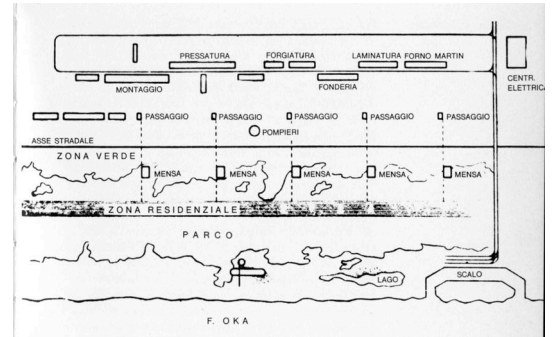 PRESSATURA FORGIATURA LAMINATURA FORNO MARTIN
MONTAGGIO FONDERIA
CENTR.
ELETTRICA
PASSAGGIO PASSAGGIO PASSAGGIO PASSAGGIO PASSAGGIO
POMPIERI
ASSE STRADALE
ZONA VERDE
MENSA MENSA MENSA MENSA MENSA
ZONA RESIDENZIALE
PARCO
LAGO SCALO
F. OKA